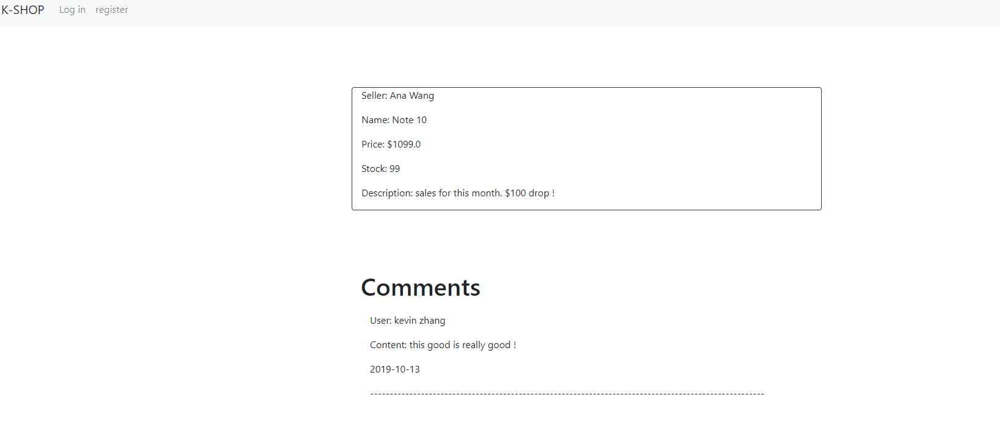 K-SHOP Log in register
Seller: Ana Wang
Name: Note 10
Price: $1099.0
Stock: 99
Description: sales for this month. $100 drop !
Comments
User: kevin zhang
Content: this good is really good !
2019-10-13
-----------------------------------------------------------------------------------------------------